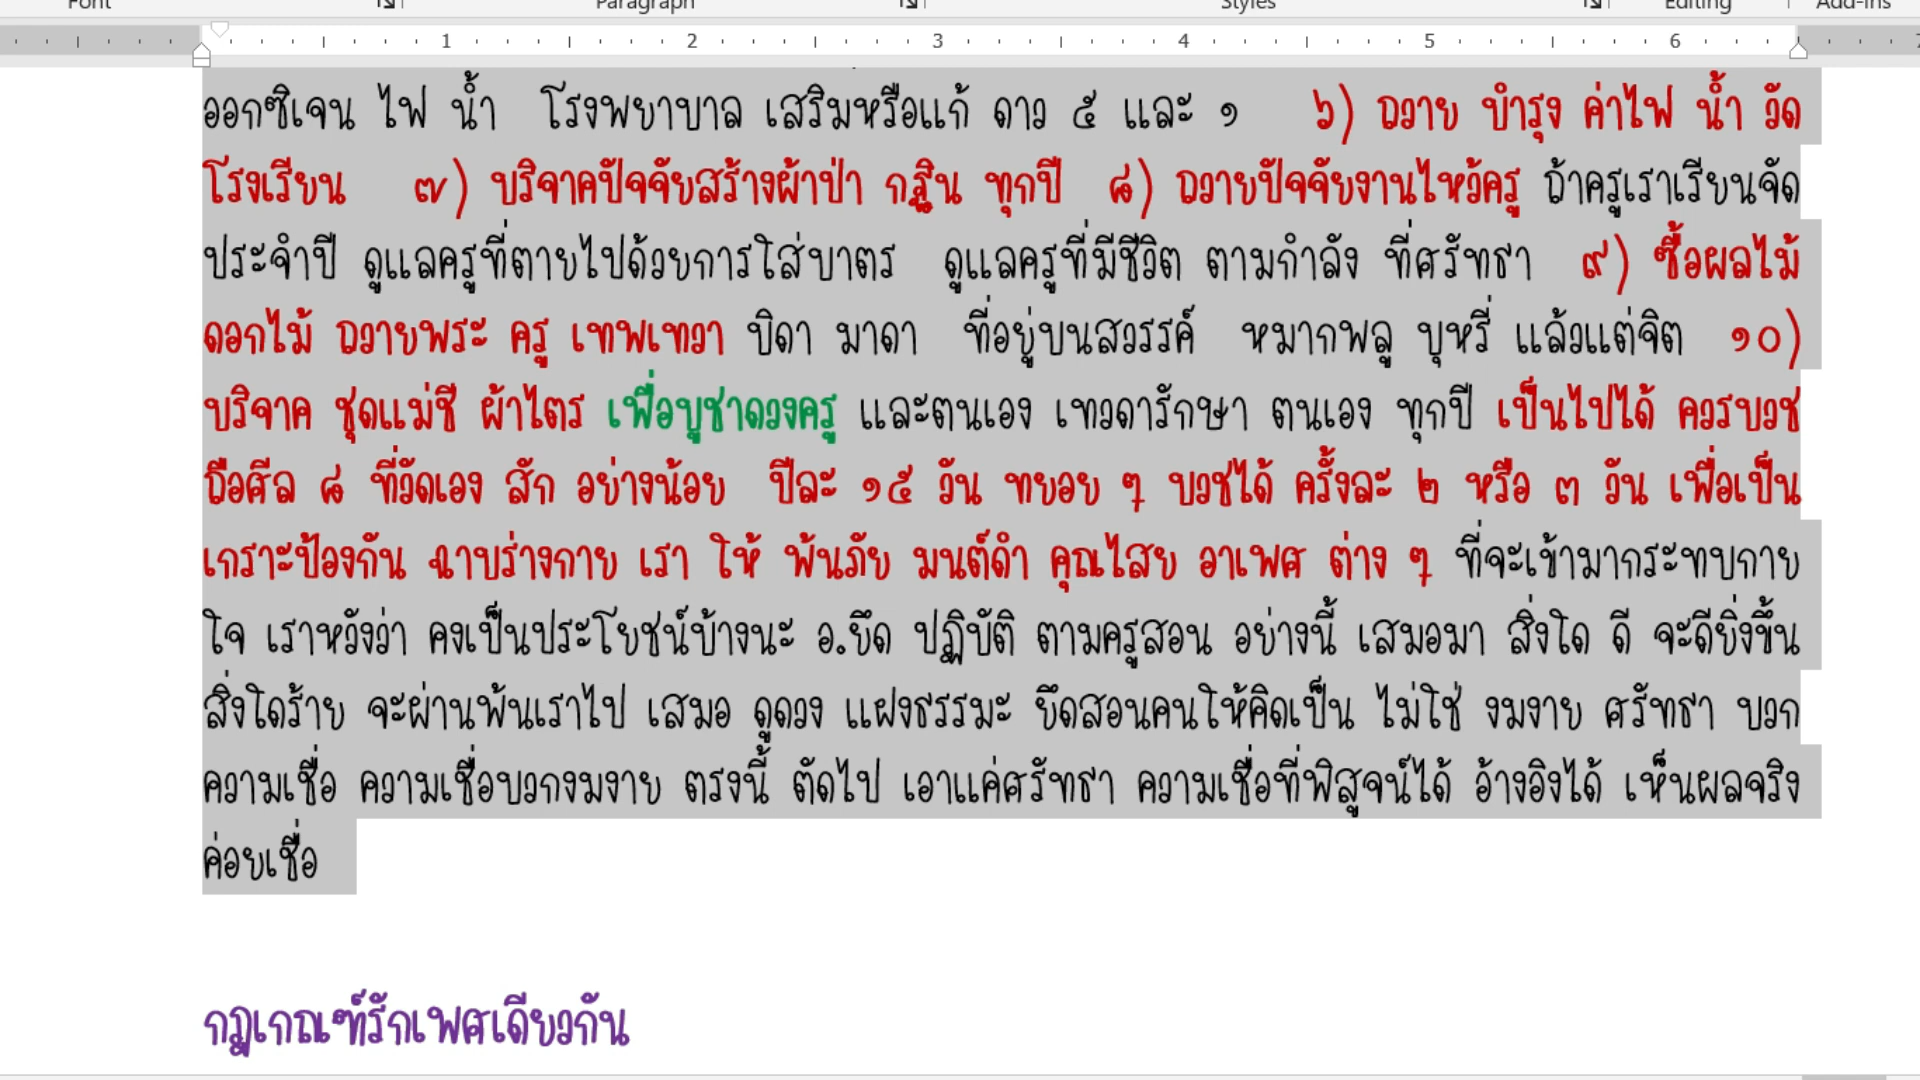 Font Paragraph Styles Editing Add-ins
1 2 3 4 5 6
ออกซิเจน ไฟ น้ำ โรงพยาบาล เสริมหรือแก้ ดาว ๕ และ ๑ ๖) ถวาย บำรุง ค่าไฟ น้ำ วัด
โรงเรียน ๗) บริจาคปัจจัยสร้างผ้าป่า กฐิน ทุกปี ๘) ถวายปัจจัยงานไหว้ครู ถ้าครูเราเรียนจัด
ประจำปี ดูแลครูที่ตายไปด้วยการใส่บาตร ดูแลครูที่มีชีวิต ตามกำลัง ที่ศรัทธา ๙) ซื้อผลไม้
ดอกไม้ ถวายพระ ครู เทพเทวา บิดา มาดา ที่อยู่บนสวรรค์ หมากพลู บุหรี่ แล้วแต่จิต ๑๐)
บริจาค ชุดแม่ชี ผ้าไตร เพื่อบูชาดวงครู และตนเอง เทวดารักษา ตนเอง ทุกปี เป็นไปได้ ควรบวช
ถือศีล ๘ ที่วัดเอง สัก อย่างน้อย ปีละ ๑๕ วัน ทยอย ๆ บวชได้ ครั้งละ ๒ หรือ ๓ วัน เพื่อเป็น
เกราะป้องกัน ฉาบร่างกาย เรา ให้ พ้นภัย มนต์ดำ คุณไสย อาเพศ ต่าง ๆ ที่จะเข้ามากระทบกาย
ใจ เราหวังว่า คงเป็นประโยชน์บ้างนะ อ.ยึด ปฏิบัติ ตามครูสอน อย่างนี้ เสมอมา สิ่งใด ดี จะดียิ่งขึ้น
สิ่งใดร้าย จะผ่านพ้นเราไป เสมอ ดูดวง แฝงธรรมะ ยึดสอนคนให้คิดเป็น ไม่ใช่ งมงาย ศรัทธา บวก
ความเชื่อ ความเชื่อบวกงมงาย ตรงนี้ ตัดไป เอาแค่ศรัทธา ความเชื่อที่พิสูจน์ได้ อ้างอิงได้ เห็นผลจริง
ค่อยเชื่อ
กฎเกณฑ์รักเพศเดียวกัน